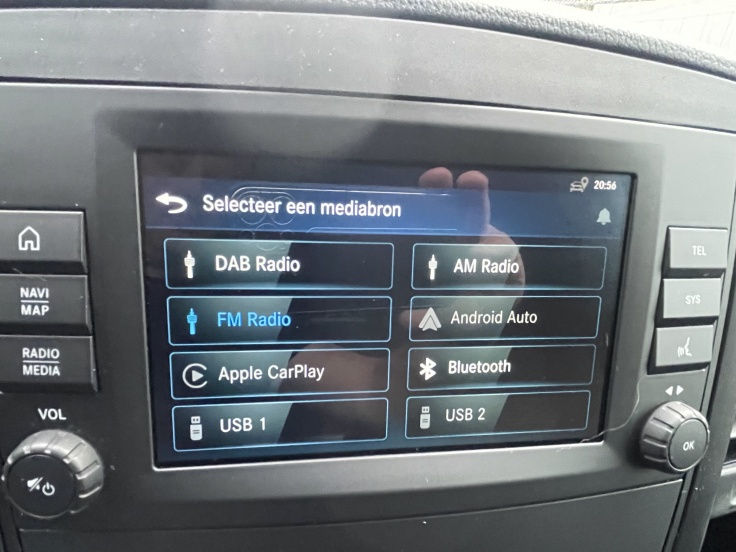 20:56
Selecteer een mediabron
DAB Radio
AM Radio
FM Radio
Android Auto
Apple CarPlay
Bluetooth
USB 1
USB 2
NAVI
MAP
RADIO
MEDIA
VOL
TEL
SYS
OK